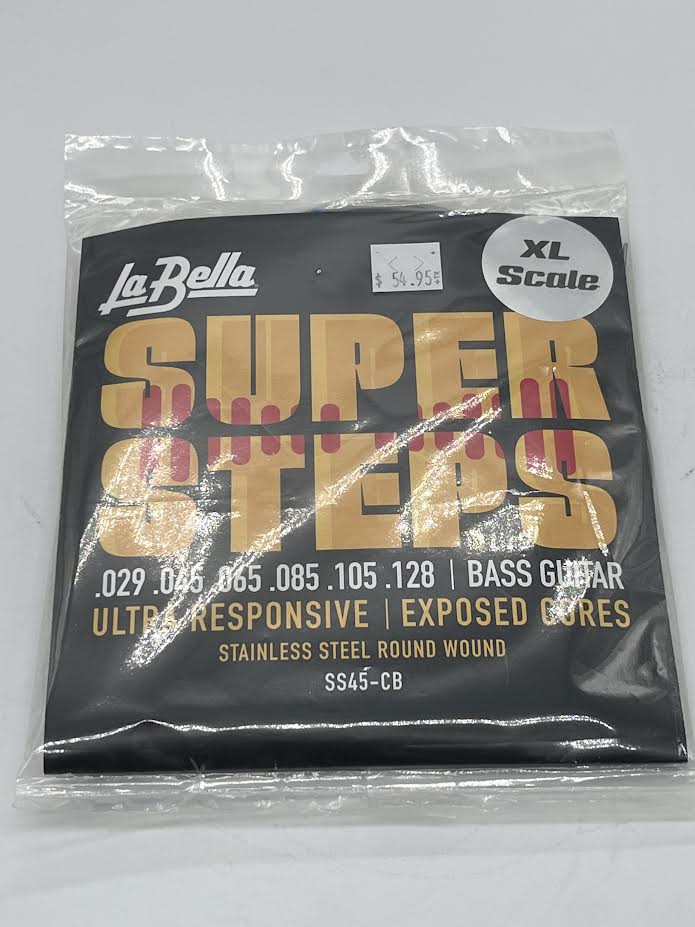 La Bella
XL
Scale
$ 54.95 +TX
SUPER
STEPS
.029 .045 .065 .085 .105 .128 | BASS GUITAR
ULTRA RESPONSIVE | EXPOSED CORES
STAINLESS STEEL ROUND WOUND
SS45-CB